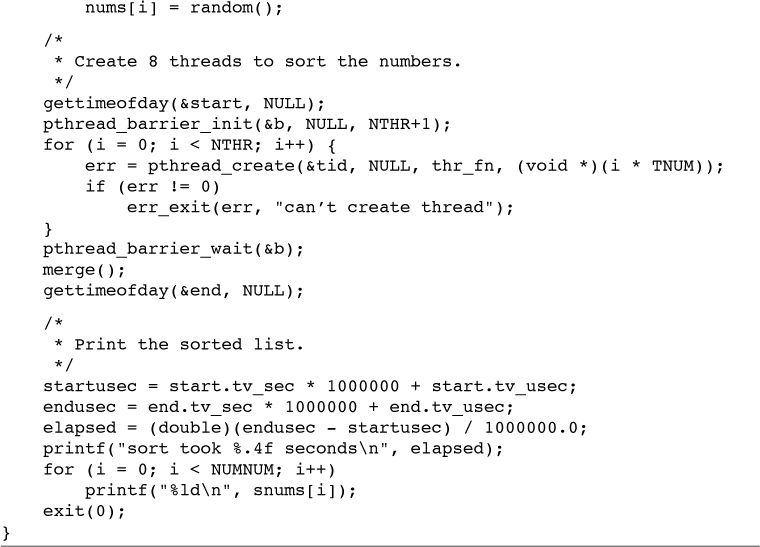 nums[i] = random();
    /*
     * Create 8 threads to sort the numbers.
     */
    gettimeofday(&start, NULL);
    pthread_barrier_init(&b, NULL, NTHR+1);
    for (i = 0; i < NTHR; i++) {
        err = pthread_create(&tid, NULL, thr_fn, (void *)(i * TNUM));
        if (err != 0)
            err_exit(err, "can’t create thread");
    }
    pthread_barrier_wait(&b);
    merge();
    gettimeofday(&end, NULL);
    /*
     * Print the sorted list.
     */
    startusec = start.tv_sec * 1000000 + start.tv_usec;
    endusec = end.tv_sec * 1000000 + end.tv_usec;
    elapsed = (double)(endusec - startusec) / 1000000.0;
    printf("sort took %.4f seconds\n", elapsed);
    for (i = 0; i < NUMNUM; i++)
        printf("%ld\n", snums[i]);
    exit(0);
}